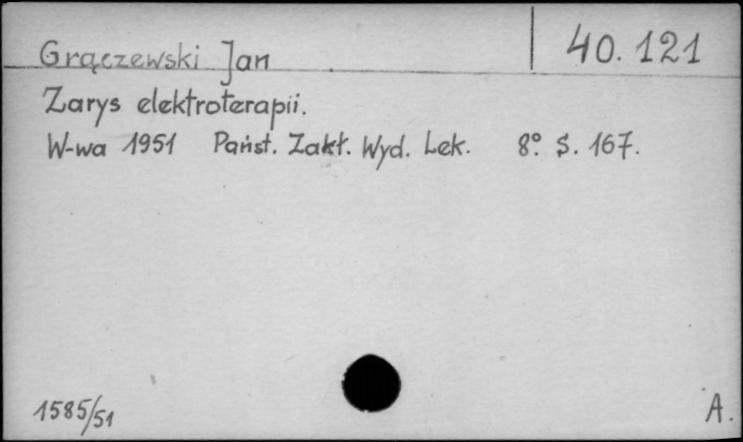 Grączewski Jan 40.121
Zarys elektroterapii.
W-wa 1951 Państ. Zakł. Wyd. Lek. 8° S. 167.
1585/51 A.